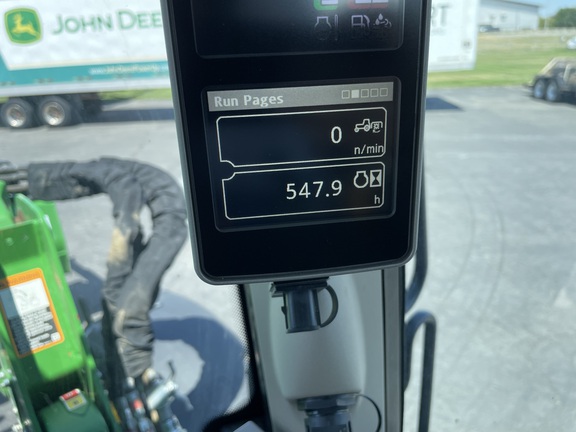 JOHN DEERE
Run Pages
0
n/min
547.9
h